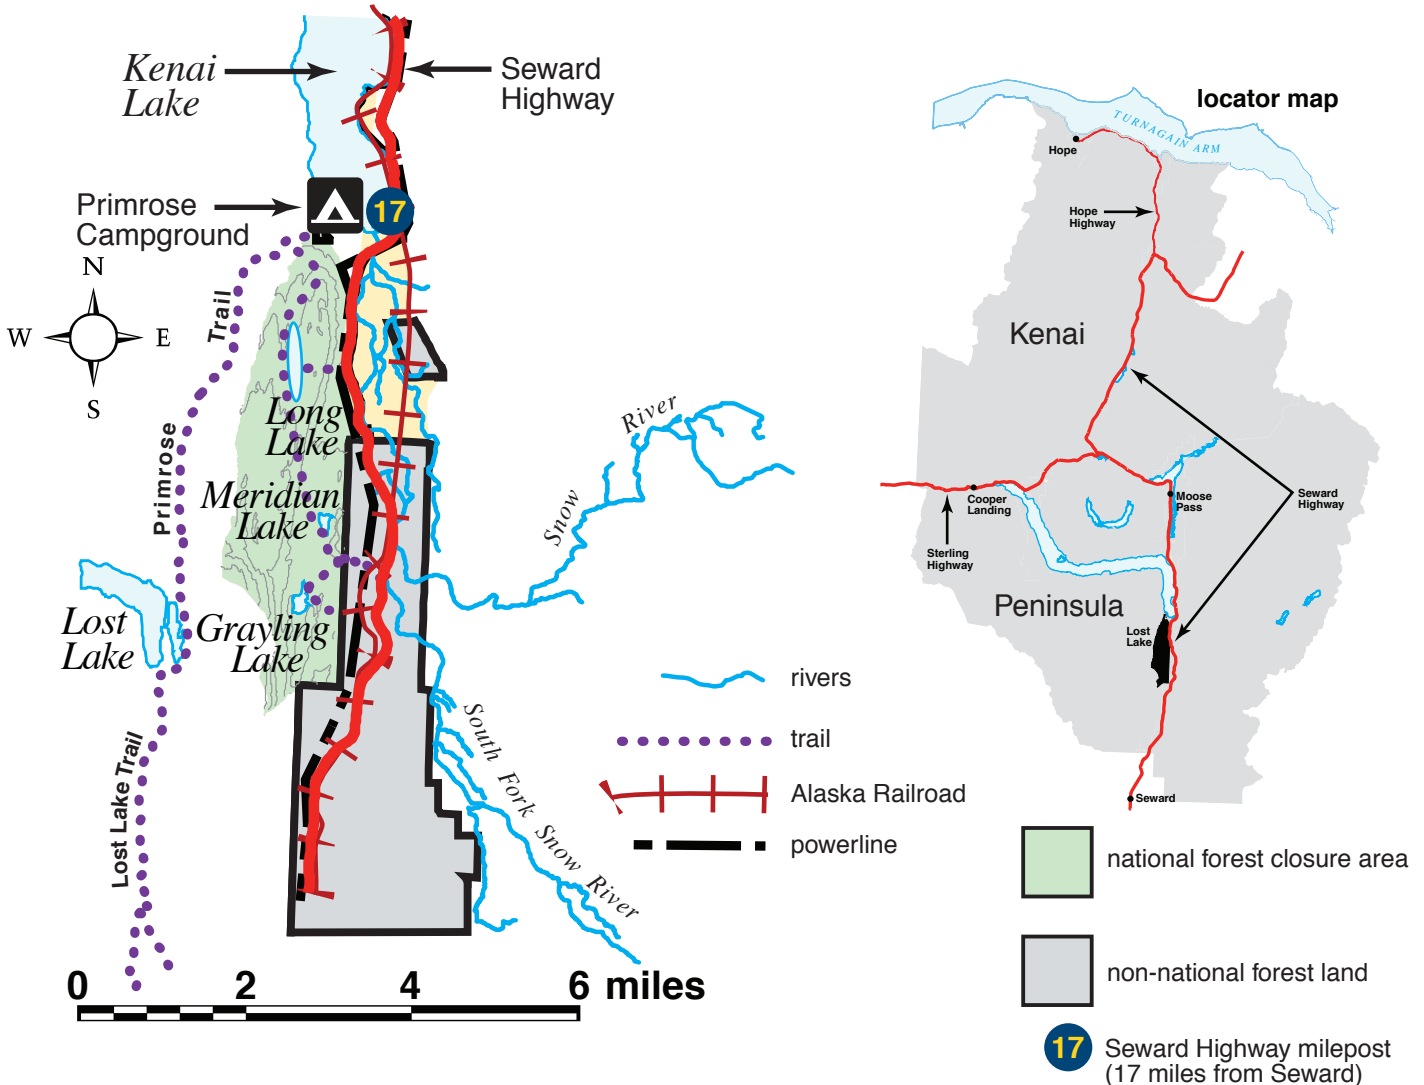 Kenai
Lake
Seward
Highway
Primrose
Campground
17
N
W
E
S
Trail
Primrose
Long
Lake
Meridian
Lake
Lost
Lake
Grayling
Lake
Lost Lake Trail
River
Snow
South Fork Snow River
rivers
trail
Alaska Railroad
powerline
0 2 4 6 miles
locator map
TURNAGAIN ARM
Hope
Hope
Highway
Kenai
Cooper
Landing
Moose
Pass
Seward
Highway
Sterling
Highway
Peninsula
Lost
Lake
Seward
national forest closure area
non-national forest land
17
Seward Highway milepost
(17 miles from Seward)